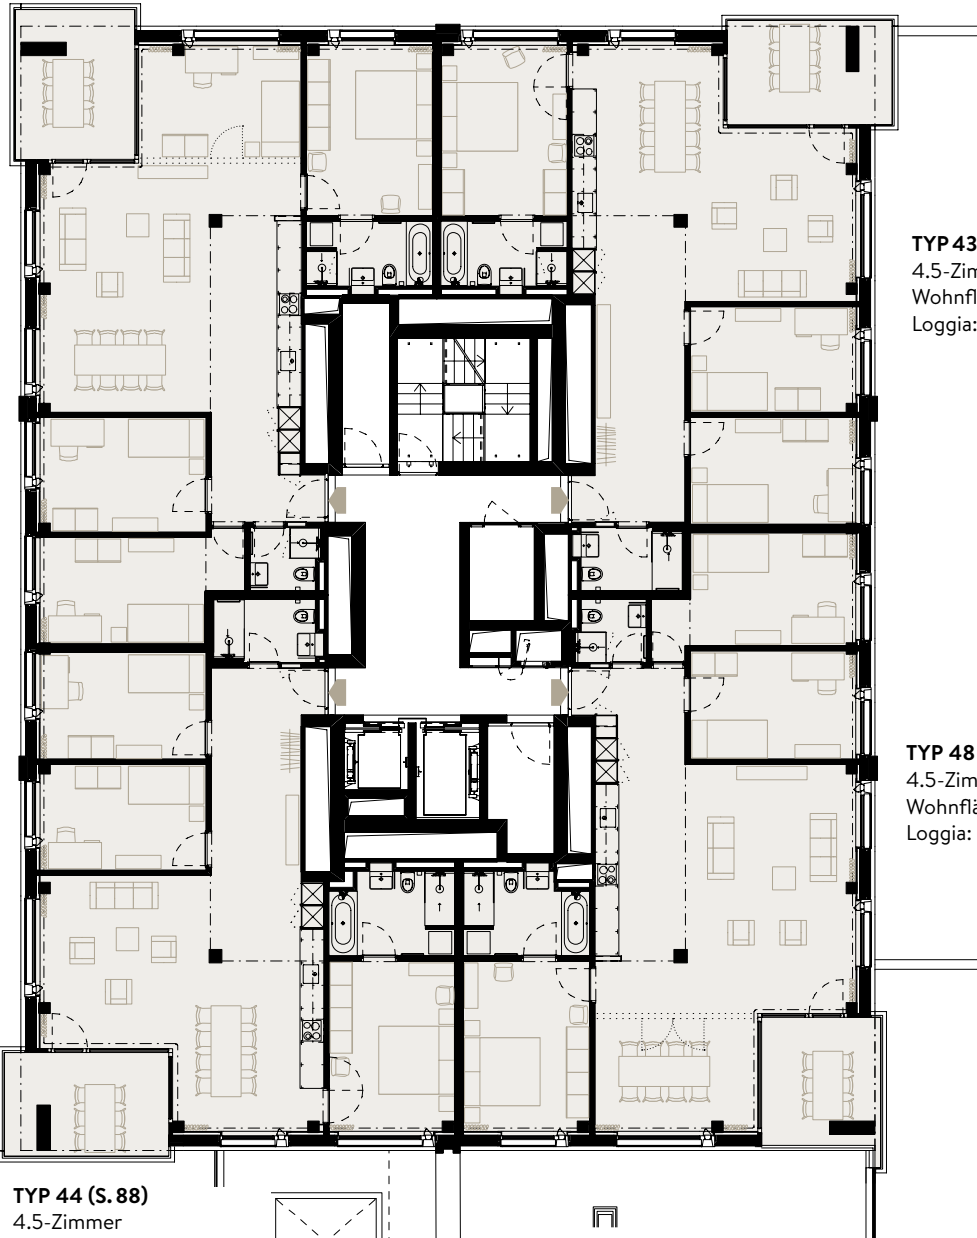 TYP 43
4.5-Zim
Wohnfl
Loggia:
TYP 48
4.5-Zim
Wohnflä
Loggia:
TYP 44 (S. 88)
4.5-Zimmer